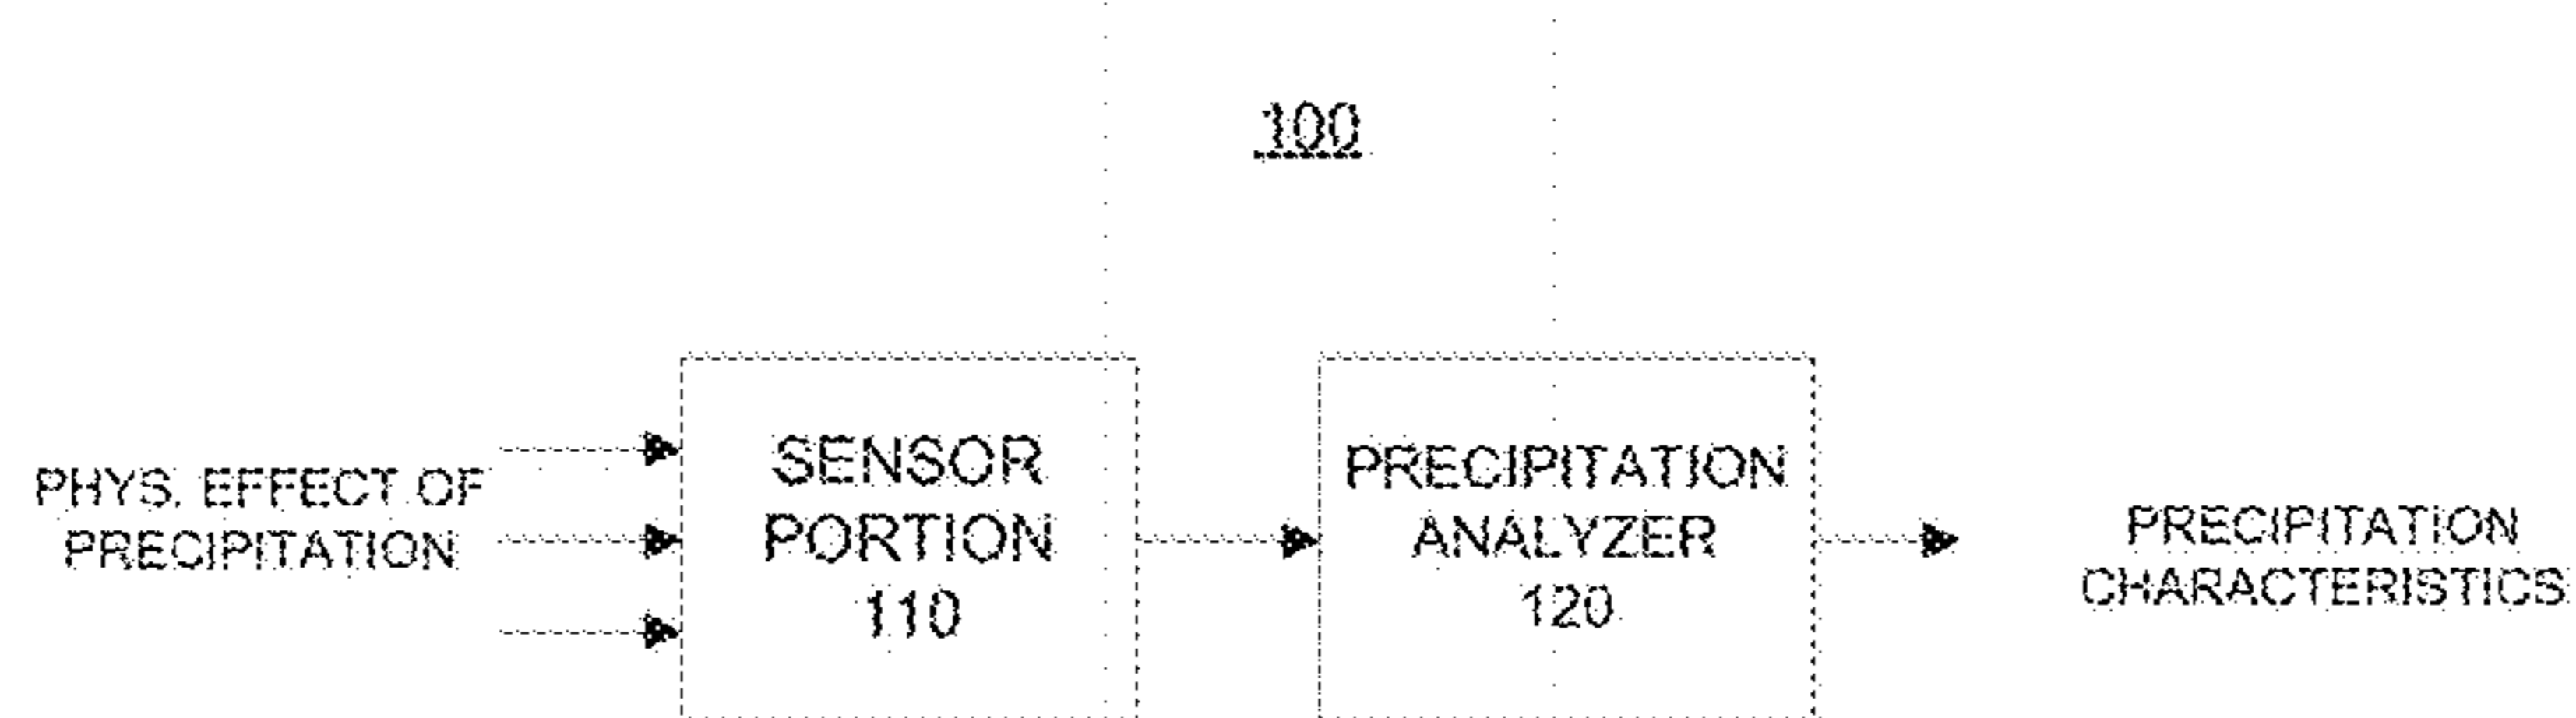 100
PHYS. EFFECT OF
PRECIPITATION
SENSOR
PORTION
110
PRECIPITATION
ANALYZER
120
PRECIPITATION
CHARACTERISTICS